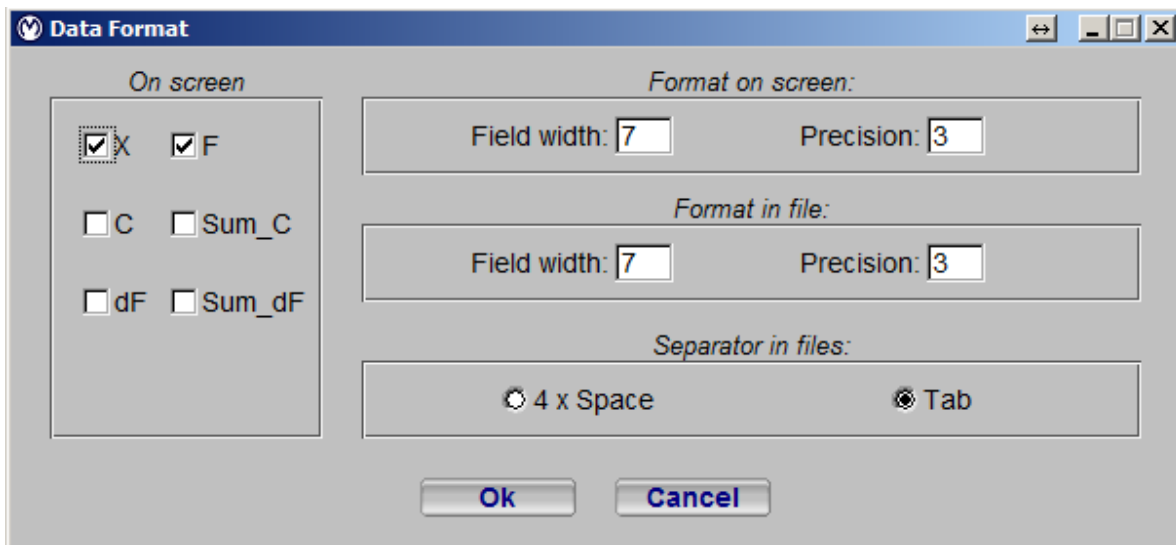 Data Format
On screen
X F
C Sum_C
dF Sum_dF
Format on screen:
Field width: 7 Precision: 3
Format in file:
Field width: 7 Precision: 3
Separator in files:
4 x Space Tab
Ok Cancel